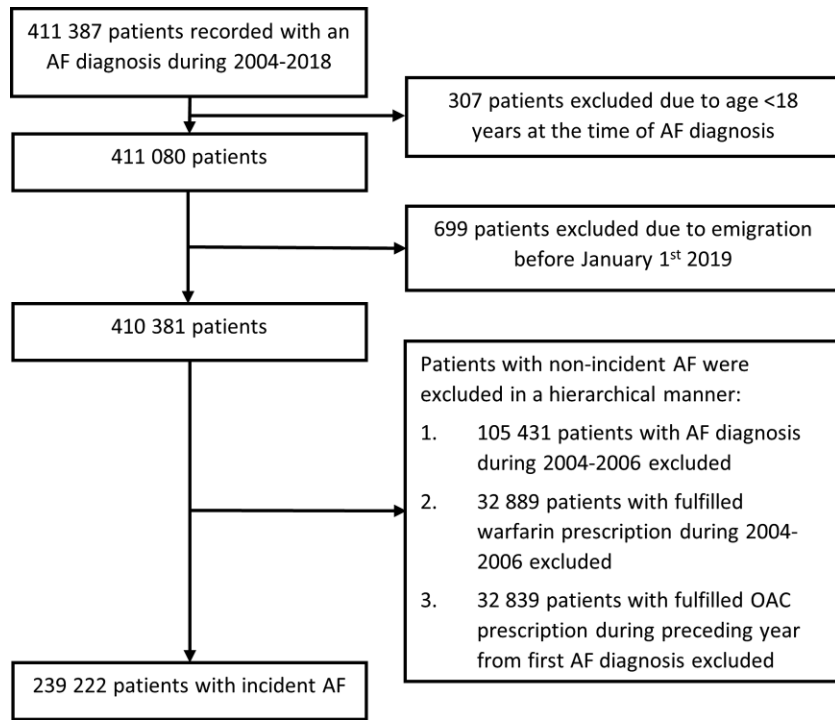 411 387 patients recorded with an
AF diagnosis during 2004-2018
307 patients excluded due to age <18
years at the time of AF diagnosis
411 080 patients
699 patients excluded due to emigration
before January 1st 2019
410 381 patients
Patients with non-incident AF were
excluded in a hierarchical manner:
1. 105 431 patients with AF diagnosis
during 2004-2006 excluded
2. 32 889 patients with fulfilled
warfarin prescription during 2004-
2006 excluded
3. 32 839 patients with fulfilled OAC
prescription during preceding year
from first AF diagnosis excluded
239 222 patients with incident AF